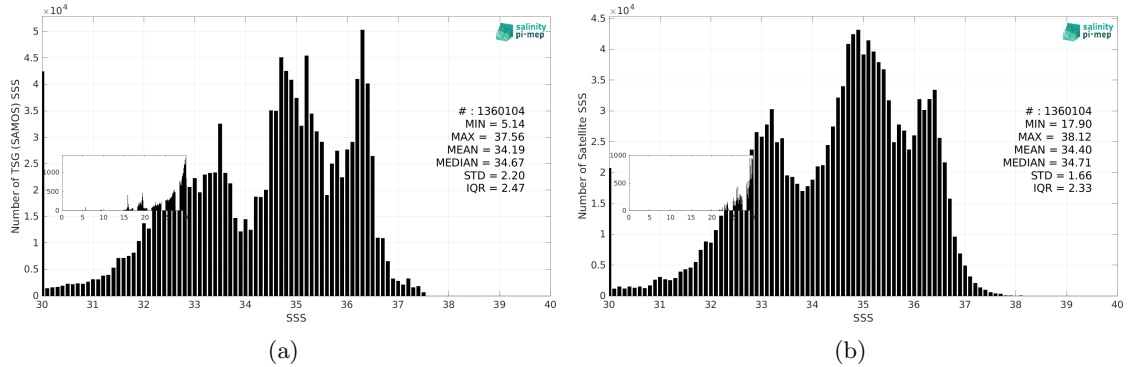 ×10⁴
5
4.5
4
3.5
3
2.5
2
1.5
1
0.5
0
Number of TSG (SAMOS) SSS
salinity
pi-mep
# : 1360104
MIN = 5.14
MAX = 37.56
MEAN = 34.19
MEDIAN = 34.67
STD = 2.20
IQR = 2.47
1000
500
0
0 5 10 15 20 25
30 31 32 33 34 35 36 37 38 39 40
SSS
(a)
×10⁴
4.5
4
3.5
3
2.5
2
1.5
1
0.5
0
Number of Satellite SSS
salinity
pi-mep
# : 1360104
MIN = 17.90
MAX = 38.12
MEAN = 34.40
MEDIAN = 34.71
STD = 1.66
IQR = 2.33
1000
500
0
0 5 10 15 20 25
30 31 32 33 34 35 36 37 38 39 40
SSS
(b)